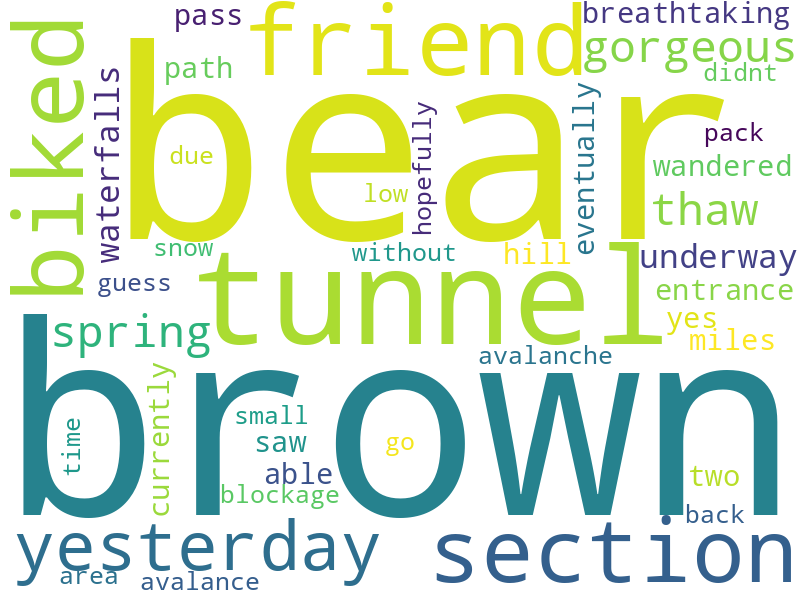 pass
friend
breathtaking
gorgeous
biked
path
didnt
waterfalls
bear
hopefully
eventually
pack
due
wandered
low
thaw
snow
without
hill
underway
guess
tunnel
entrance
spring
yes
miles
avalanche
brown
currently
small
time
saw
go
able
two
blockage
back
yesterday
section
area
avalance